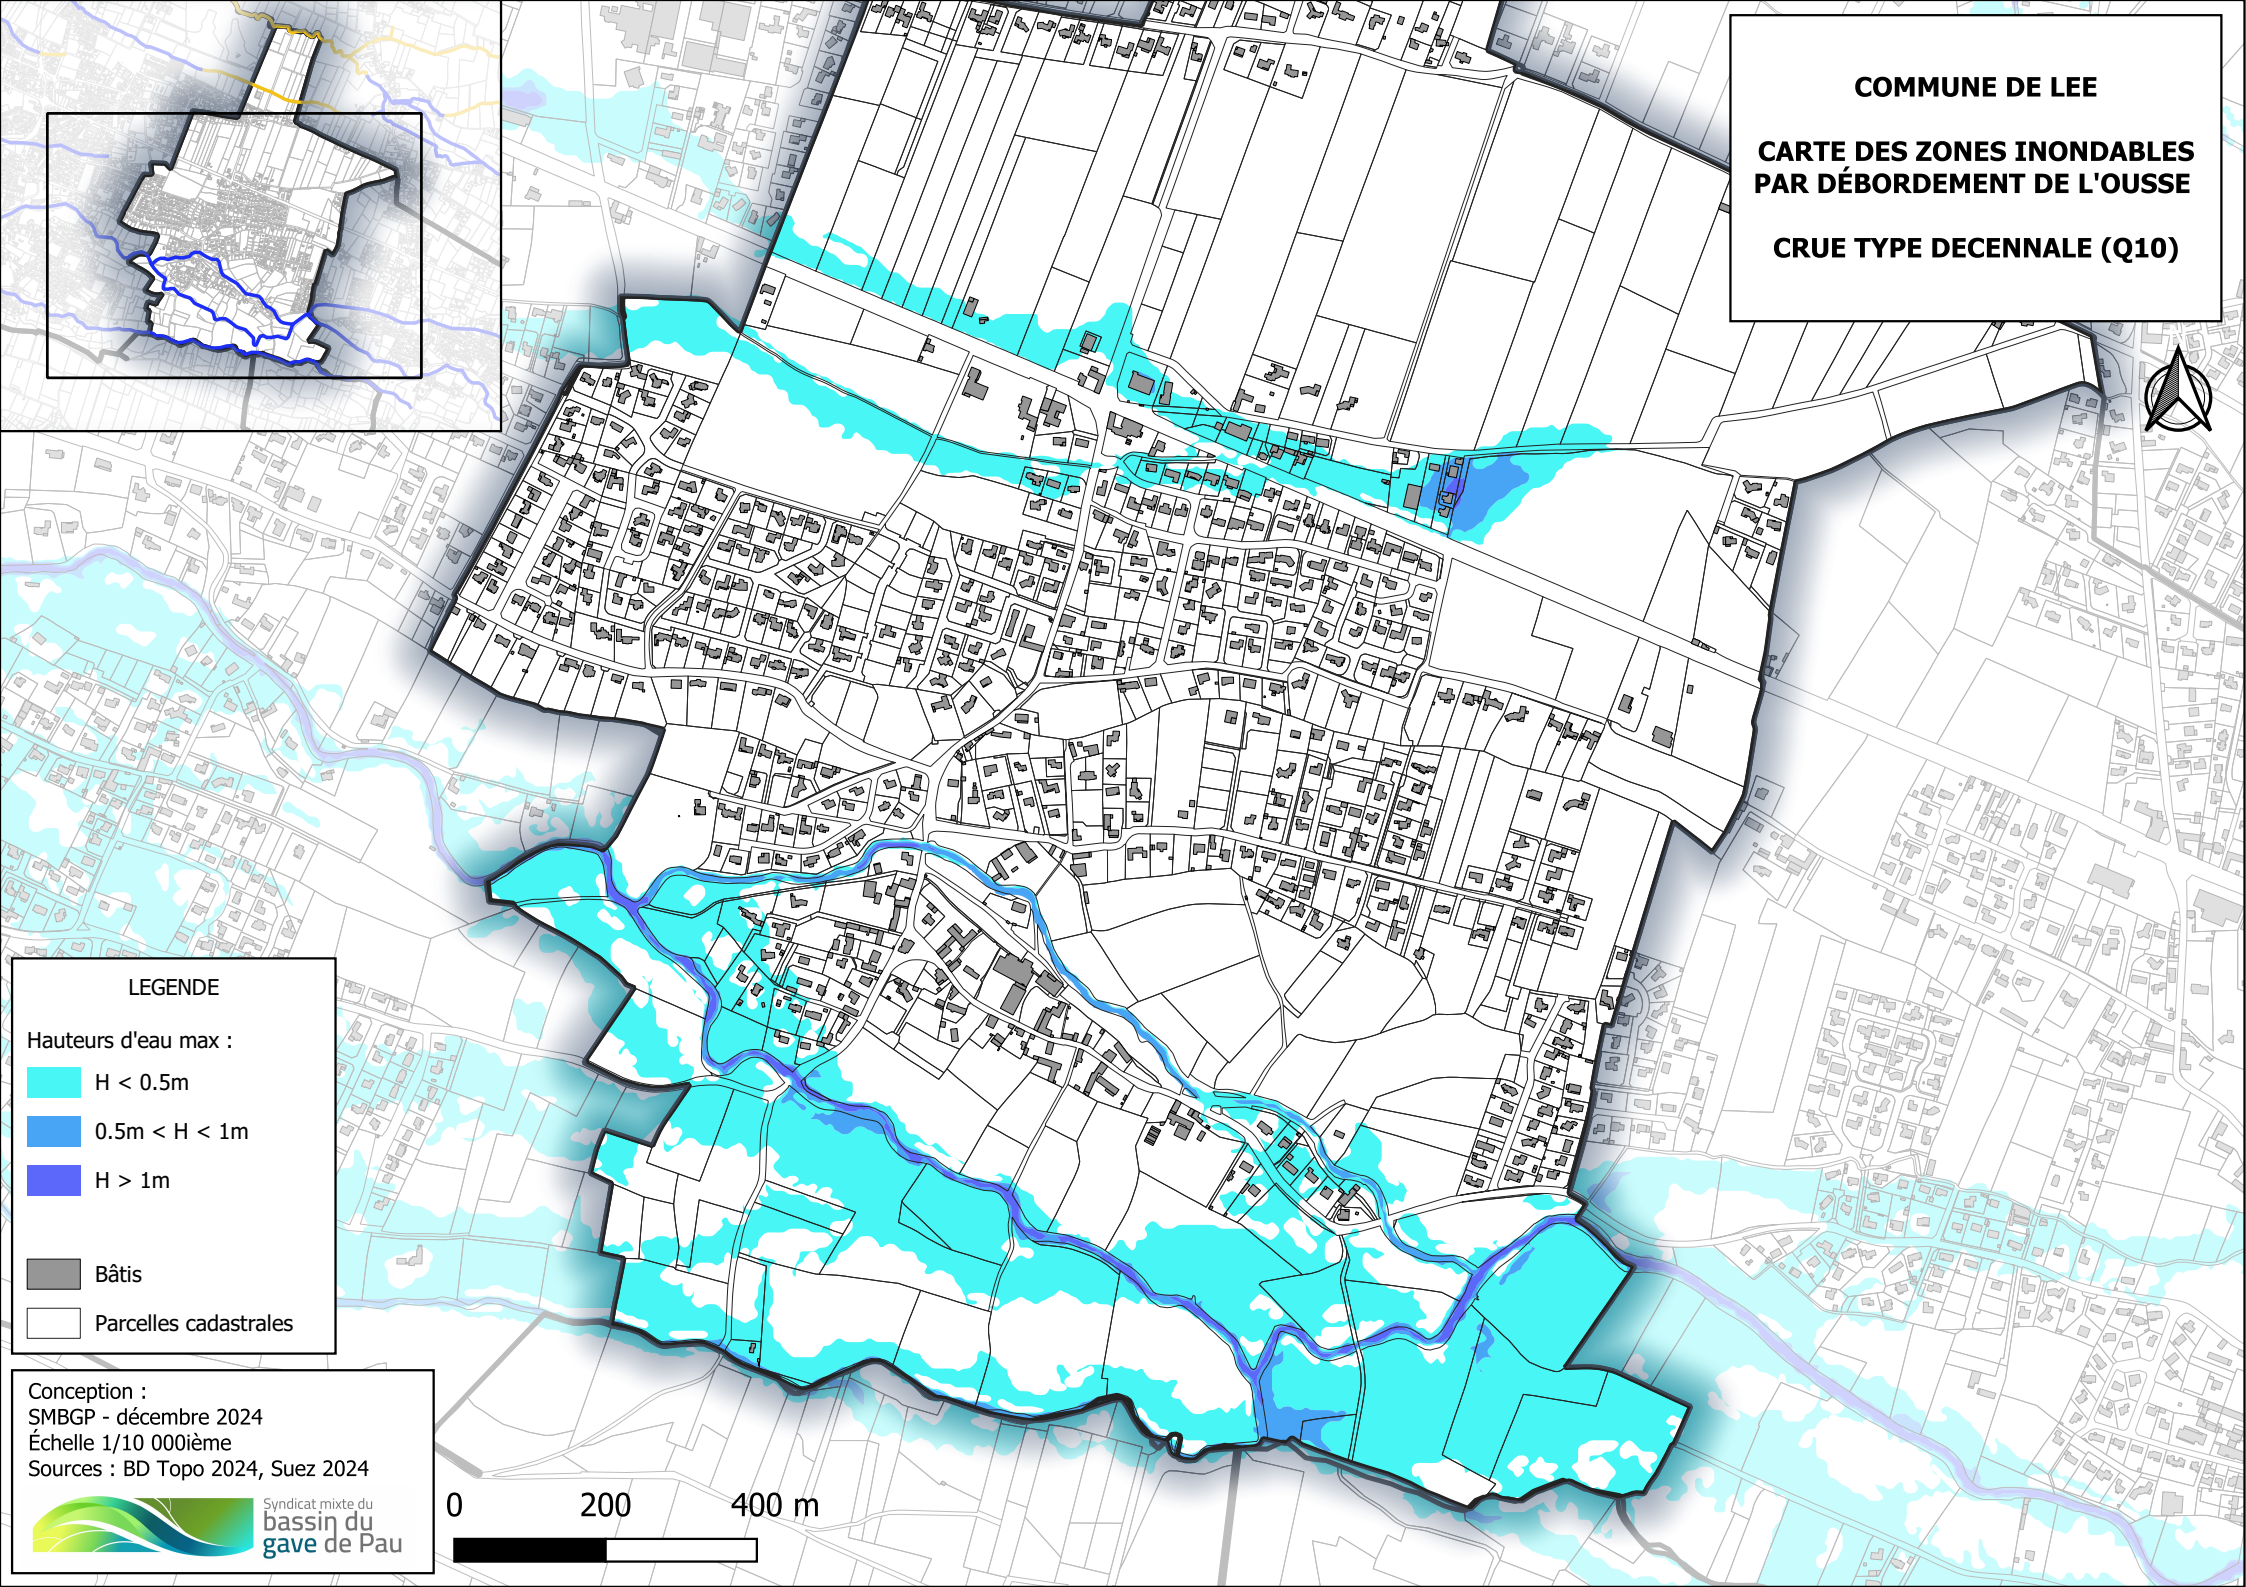 COMMUNE DE LEE
CARTE DES ZONES INONDABLES
PAR DÉBORDEMENT DE L'OUSSE
CRUE TYPE DECENNALE (Q10)
LEGENDE
Hauteurs d'eau max :
H < 0.5m
0.5m < H < 1m
H > 1m
Bâtis
Parcelles cadastrales
Conception :
SMBGP - décembre 2024
Échelle 1/10 000ième
Sources : BD Topo 2024, Suez 2024
Syndicat mixte du
bassin du
gave de Pau
0 200 400 m